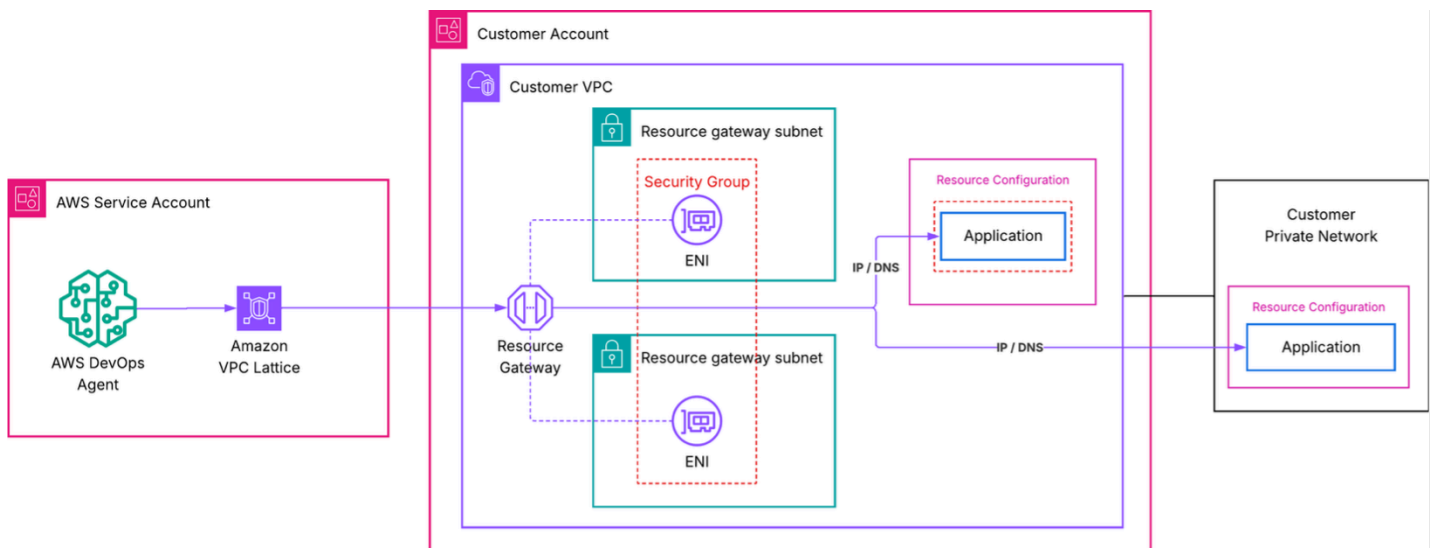 Customer Account
Customer VPC
Resource gateway subnet
Security Group
ENI
Resource Configuration
Application
IP / DNS
AWS Service Account
AWS DevOps
Agent
Amazon
VPC Lattice
Resource
Gateway
Resource gateway subnet
ENI
IP / DNS
Customer
Private Network
Resource Configuration
Application